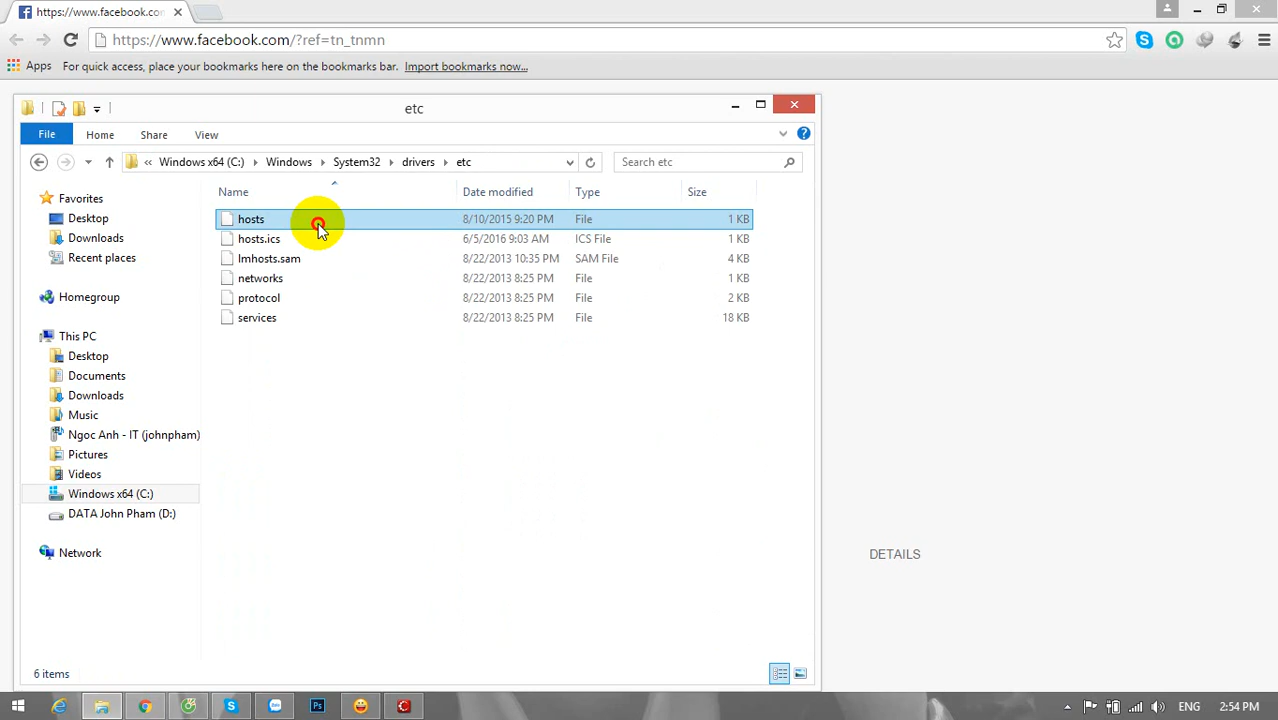 https://www.facebook.com
https://www.facebook.com/?ref=tn_tnmn
Apps For quick access, place your bookmarks here on the bookmarks bar. Import bookmarks now...
etc
File Home Share View
« Windows x64 (C:) Windows System32 drivers etc Search etc
Name Date modified Type Size
Favorites
Desktop
Downloads
Recent places
Homegroup
This PC
Desktop
Documents
Downloads
Music
Ngoc Anh - IT (johnpham)
Pictures
Videos
Windows x64 (C:)
DATA John Pham (D:)
Network
hosts 8/10/2015 9:20 PM File 1 KB
hosts.ics 6/5/2016 9:03 AM ICS File 1 KB
lmhosts.sam 8/22/2013 10:35 PM SAM File 4 KB
networks 8/22/2013 8:25 PM File 1 KB
protocol 8/22/2013 8:25 PM File 2 KB
services 8/22/2013 8:25 PM File 18 KB
DETAILS
6 items
Ps
ENG 2:54 PM